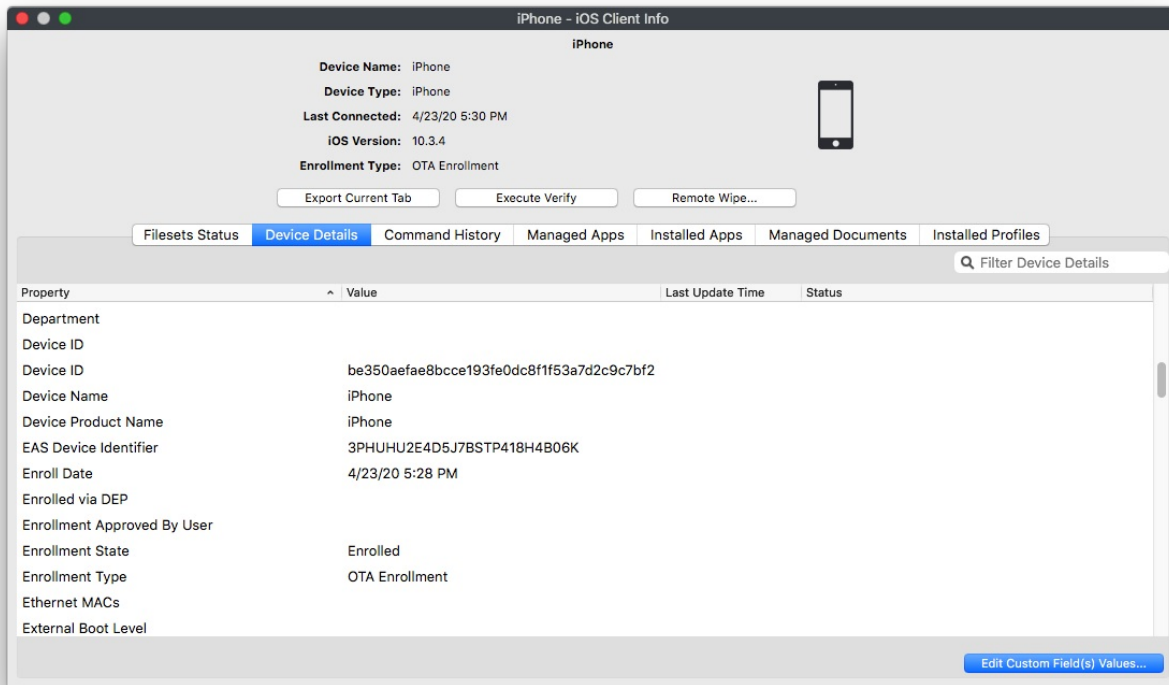 iPhone - iOS Client Info
iPhone
Device Name: iPhone
Device Type: iPhone
Last Connected: 4/23/20 5:30 PM
iOS Version: 10.3.4
Enrollment Type: OTA Enrollment
Export Current Tab Execute Verify Remote Wipe...
Filesets Status Device Details Command History Managed Apps Installed Apps Managed Documents Installed Profiles
Filter Device Details
Property Value Last Update Time Status
Department
Device ID
Device ID be350aefae8bcce193fe0dc8f1f53a7d2c9c7bf2
Device Name iPhone
Device Product Name iPhone
EAS Device Identifier 3PHUHU2E4D5J7BSTP418H4B06K
Enroll Date 4/23/20 5:28 PM
Enrolled via DEP
Enrollment Approved By User
Enrollment State Enrolled
Enrollment Type OTA Enrollment
Ethernet MACs
External Boot Level
Edit Custom Field(s) Values...